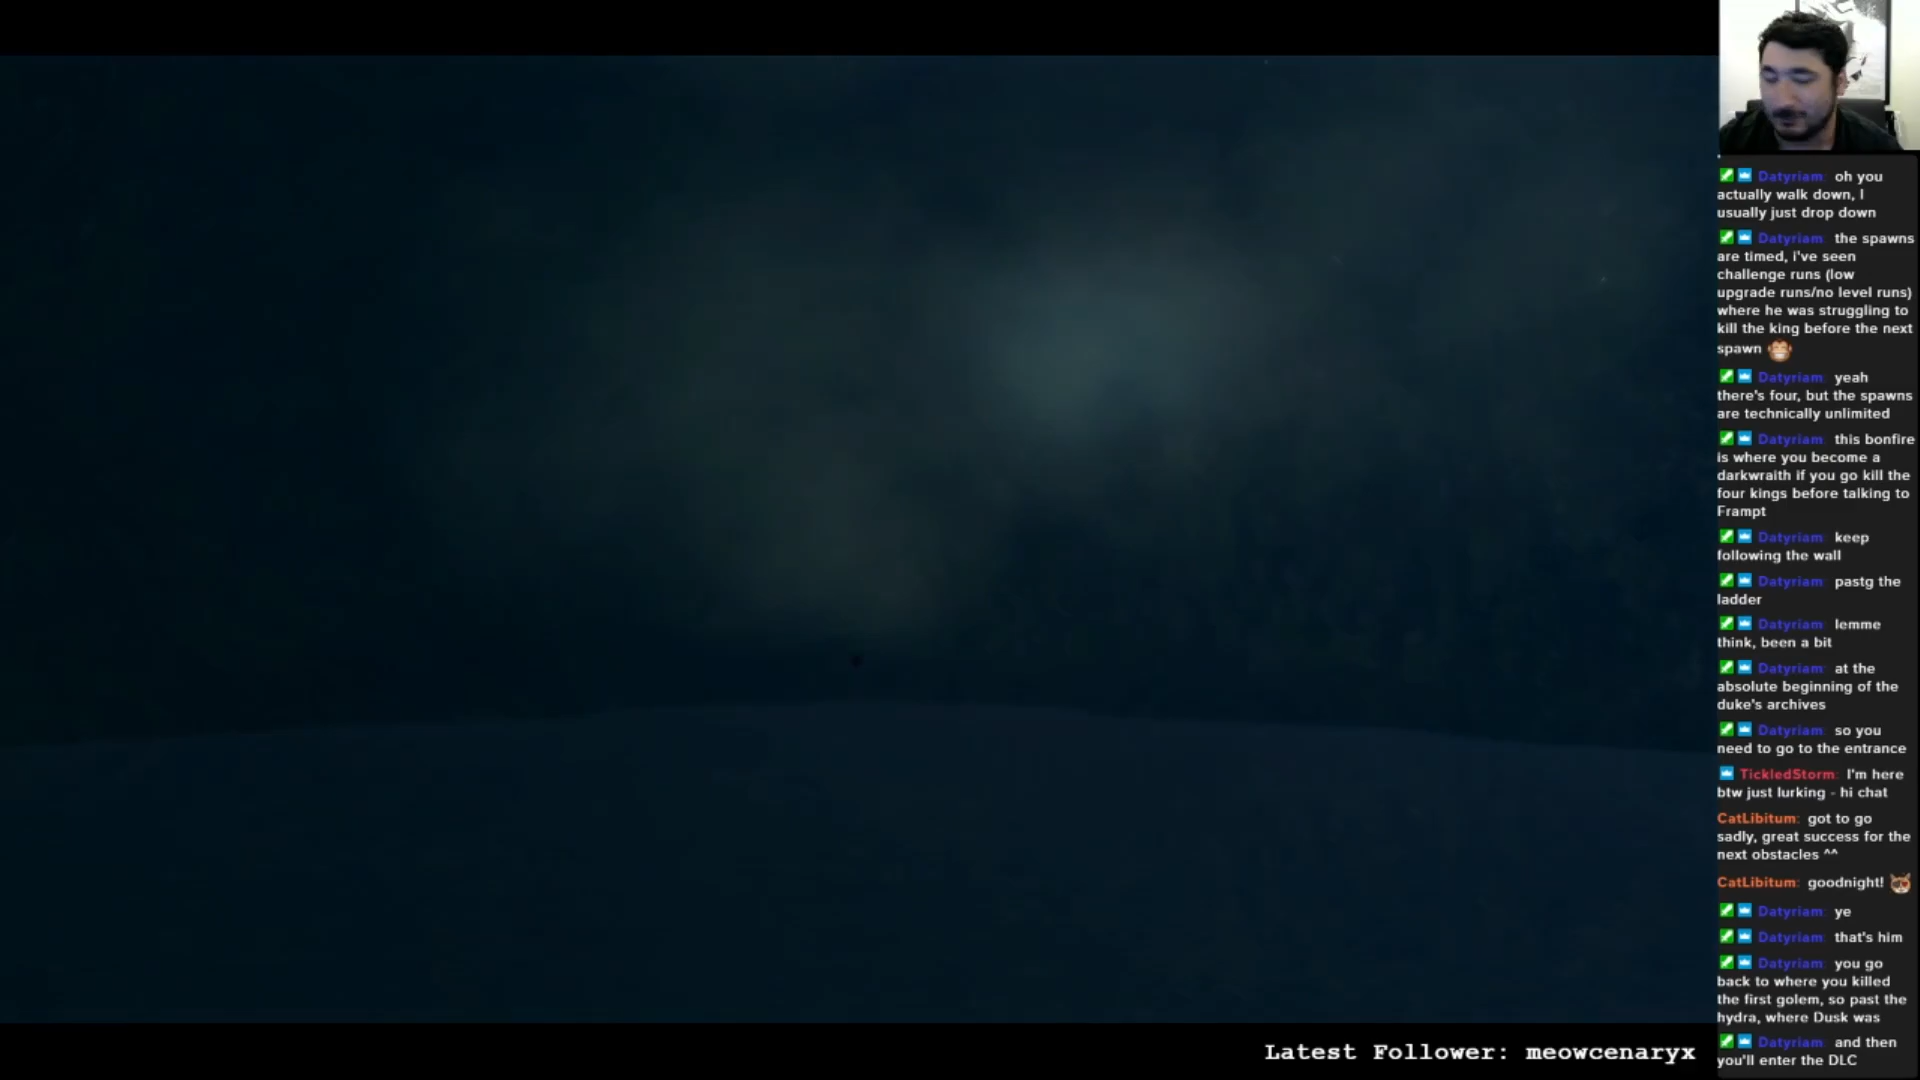 Datyriam: oh you
actually walk down, I
usually just drop down
Datyriam: the spawns
are timed, i've seen
challenge runs (low
upgrade runs/no level runs)
where he was struggling to
kill the king before the next
spawn
Datyriam: yeah
there's four, but the spawns
are technically unlimited
Datyriam: this bonfire
is where you become a
darkwraith if you go kill the
four kings before talking to
Frampt
Datyriam: keep
following the wall
Datyriam: pastg the
ladder
Datyriam: lemme
think, been a bit
Datyriam: at the
absolute beginning of the
duke's archives
Datyriam: so you
need to go to the entrance
TickledStorm: I'm here
btw just lurking - hi chat
CatLibitum: got to go
sadly, great success for the
next obstacles ^^
CatLibitum: goodnight!
Datyriam: ye
Datyriam: that's him
Datyriam: you go
back to where you killed
the first golem, so past the
hydra, where Dusk was
Datyriam: and then
you'll enter the DLC
Latest Follower: meowcenaryx